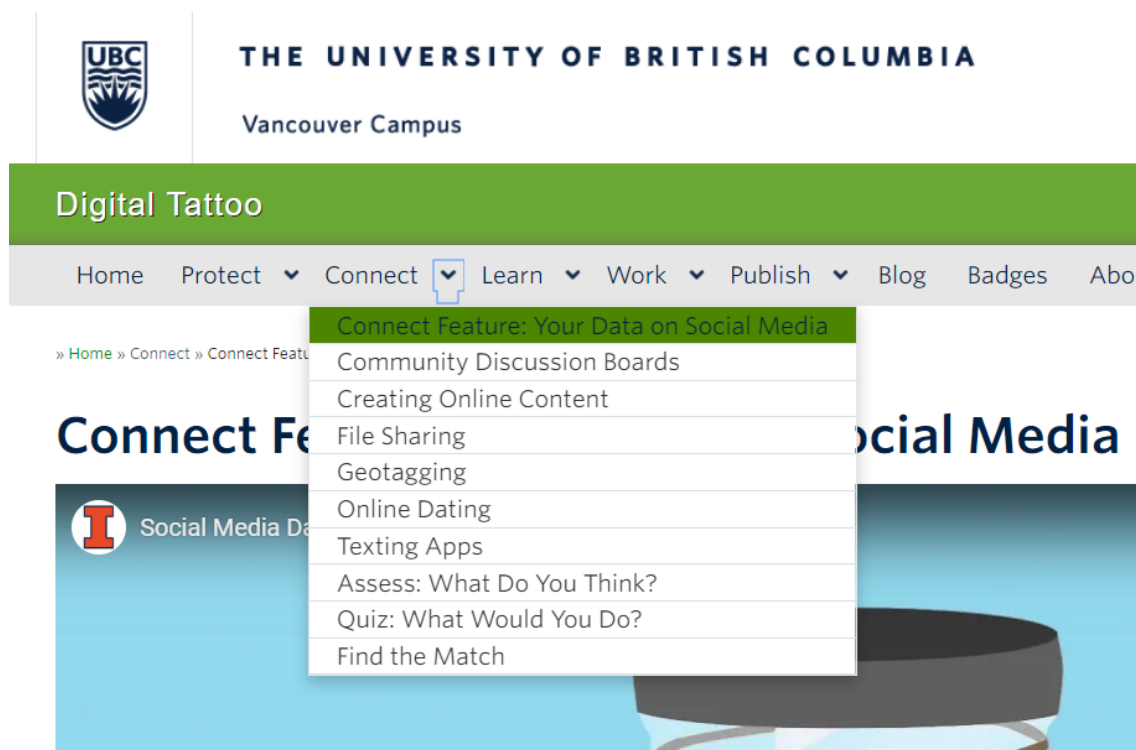 UBC
THE UNIVERSITY OF BRITISH COLUMBIA
Vancouver Campus
Digital Tattoo
Home Protect Connect Learn Work Publish Blog Badges Abo
Connect Feature: Your Data on Social Media
Community Discussion Boards
Creating Online Content
File Sharing
Geotagging
Online Dating
Texting Apps
Assess: What Do You Think?
Quiz: What Would You Do?
Find the Match
» Home » Connect » Connect Featu
Connect Fe ocial Media
I
Social Media Da